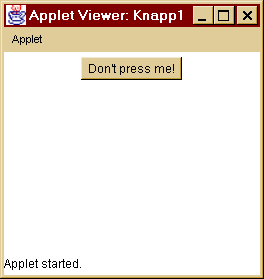 Applet Viewer: Knapp1
Applet
Don't press me!
Applet started.